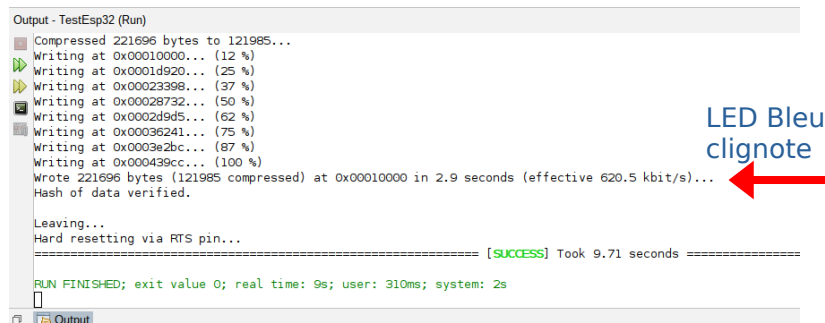 Output - TestEsp32 (Run)
Compressed 221696 bytes to 121985...
Writing at 0x00010000... (12 %)
Writing at 0x0001d920... (25 %)
Writing at 0x00023398... (37 %)
Writing at 0x00028732... (50 %)
Writing at 0x0002d9d5... (62 %)
Writing at 0x00036241... (75 %)
Writing at 0x0003e2bc... (87 %)
Writing at 0x000439cc... (100 %)
Wrote 221696 bytes (121985 compressed) at 0x00010000 in 2.9 seconds (effective 620.5 kbit/s)...
Hash of data verified.
LED Bleu
clignote
Leaving...
Hard resetting via RTS pin...
========================================================== [SUCCESS] Took 9.71 seconds ===============
RUN FINISHED; exit value 0; real time: 9s; user: 310ms; system: 2s
Output